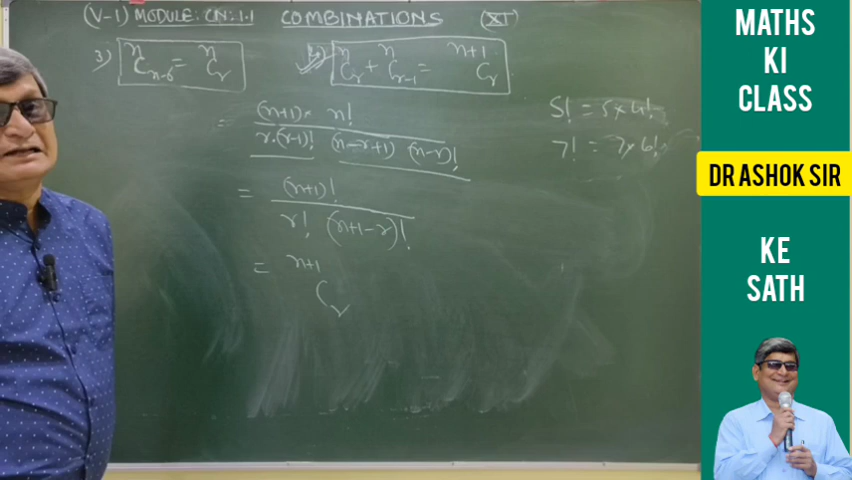 (V-1) MODULE: CN: 1.1 COMBINATIONS (XI)
3) ⁿCₙ₋ᵣ = ⁿCᵣ
4) ⁿCᵣ + ⁿCᵣ₋₁ = ⁿ⁺¹Cᵣ
= (n+1) × n!
r.(r-1)! (n-r+1) (n-r)!
= (n+1)!
r! (n+1-r)!
= ⁿ⁺¹Cᵣ
5! = 5 × 4!
7! = 7 × 6!
MATHS
KI
CLASS
DR ASHOK SIR
KE
SATH